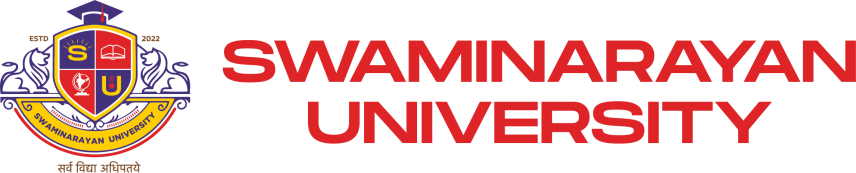 ESTD 2022
S
U
SWAMINARAYAN UNIVERSITY
सर्व विद्या अधिपतये
SWAMINARAYAN
UNIVERSITY